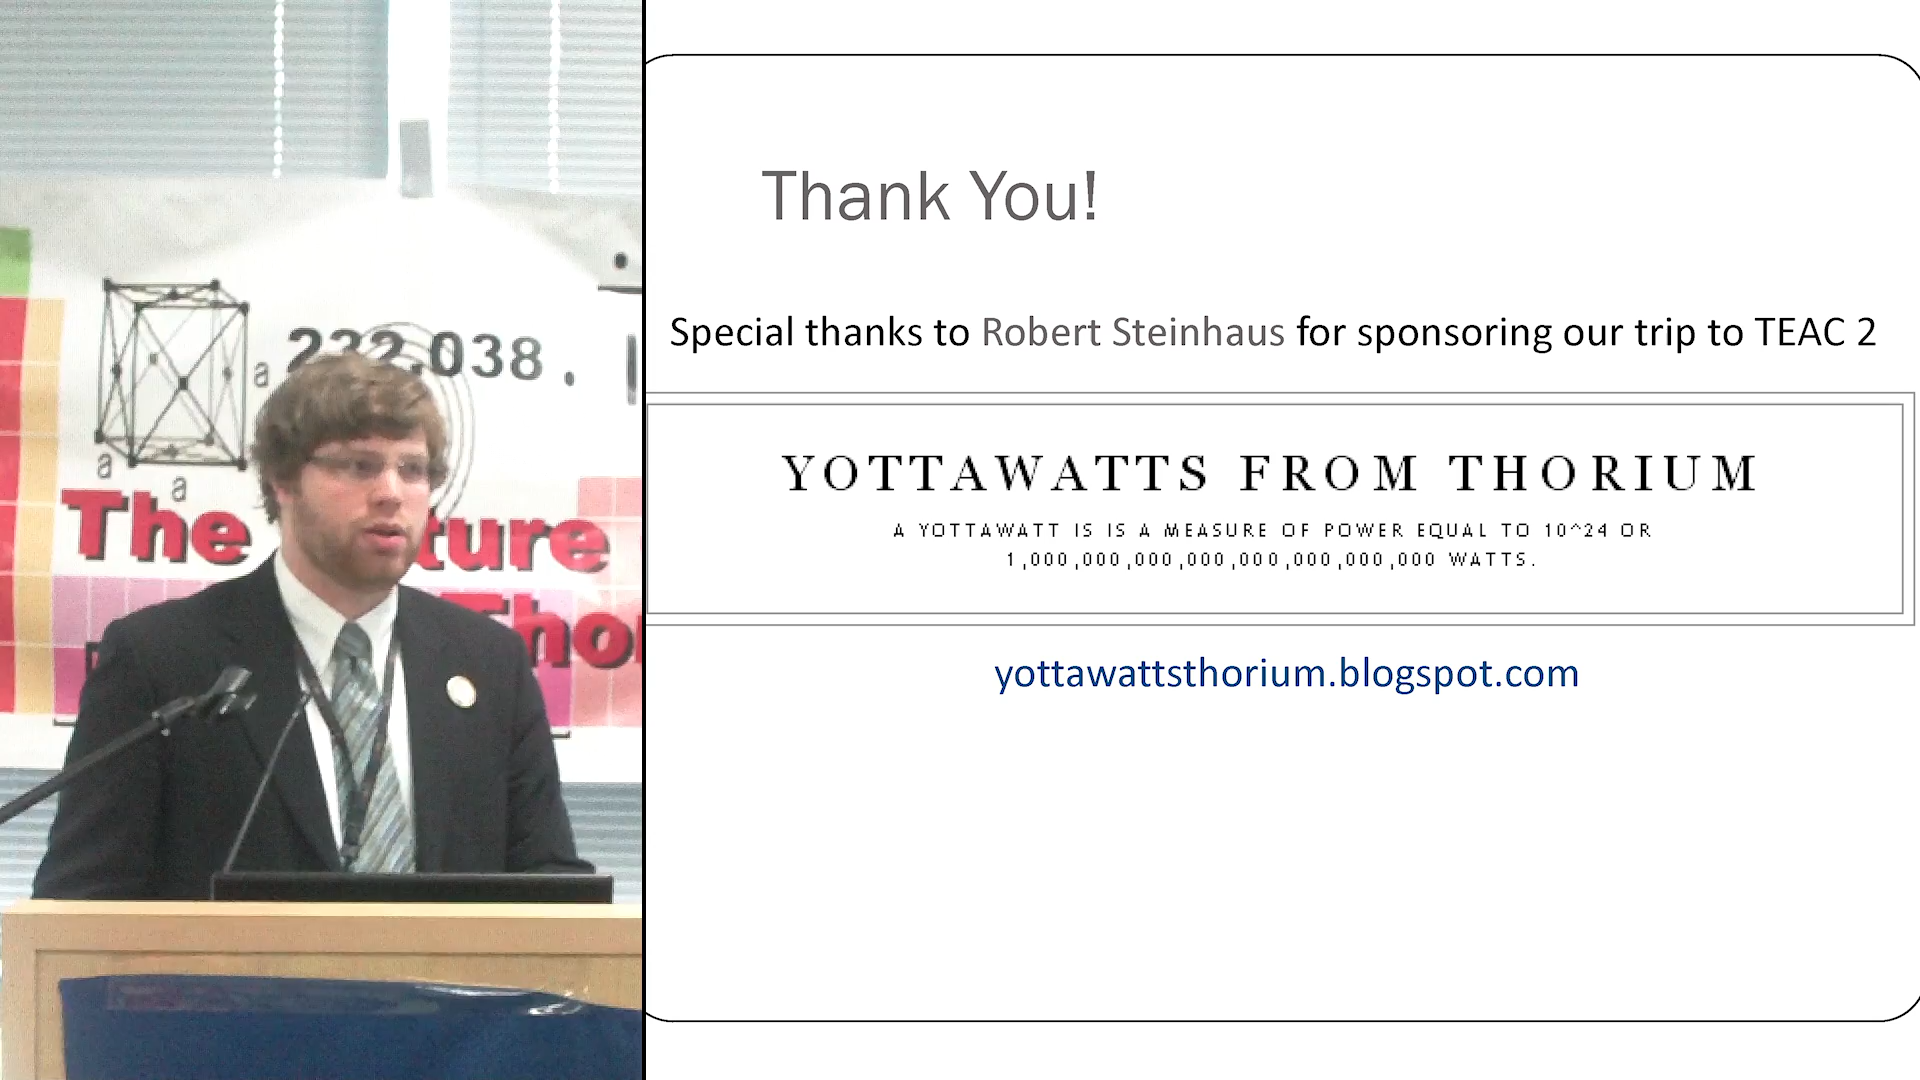 232.038.
a
a
a
The
ture
Thor
Thank You!
Special thanks to Robert Steinhaus for sponsoring our trip to TEAC 2
YOTTAWATTS FROM THORIUM
A YOTTAWATT IS IS A MEASURE OF POWER EQUAL TO 10^24 OR
1,000,000,000,000,000,000,000,000 WATTS.
yottawattsthorium.blogspot.com